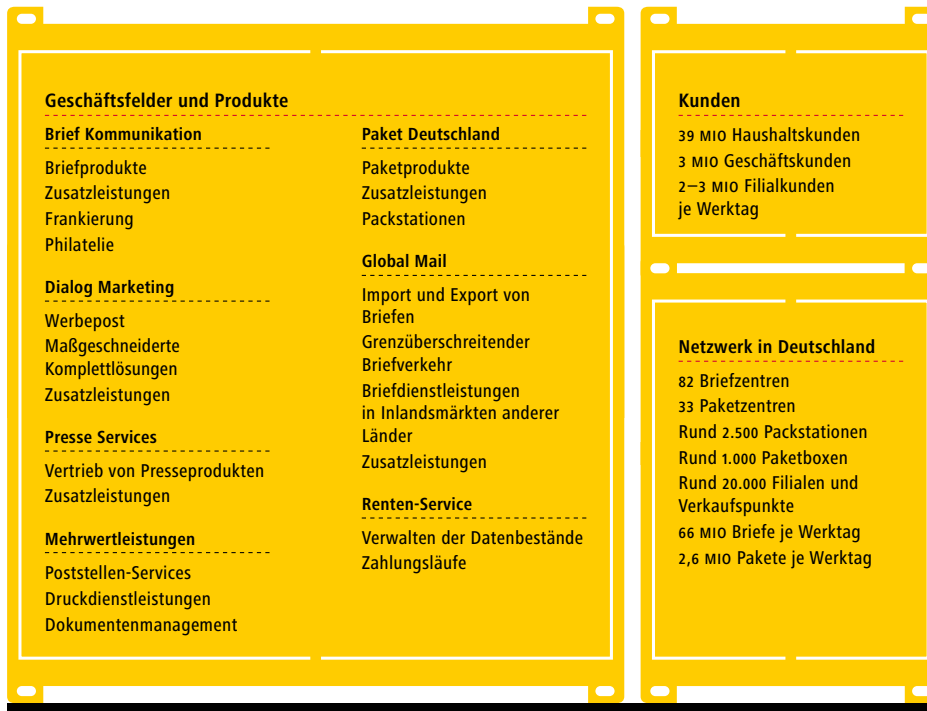 Geschäftsfelder und Produkte
Brief Kommunikation
Briefprodukte
Zusatzleistungen
Frankierung
Philatelie
Dialog Marketing
Werbepost
Maßgeschneiderte
Komplettlösungen
Zusatzleistungen
Presse Services
Vertrieb von Presseprodukten
Zusatzleistungen
Mehrwertleistungen
Poststellen-Services
Druckdienstleistungen
Dokumentenmanagement
Paket Deutschland
Paketprodukte
Zusatzleistungen
Packstationen
Global Mail
Import und Export von
Briefen
Grenzüberschreitender
Briefverkehr
Briefdienstleistungen
in Inlandsmärkten anderer
Länder
Zusatzleistungen
Renten-Service
Verwalten der Datenbestände
Zahlungsläufe
Kunden
39 MIO Haushaltskunden
3 MIO Geschäftskunden
2–3 MIO Filialkunden
je Werktag
Netzwerk in Deutschland
82 Briefzentren
33 Paketzentren
Rund 2.500 Packstationen
Rund 1.000 Paketboxen
Rund 20.000 Filialen und
Verkaufspunkte
66 MIO Briefe je Werktag
2,6 MIO Pakete je Werktag